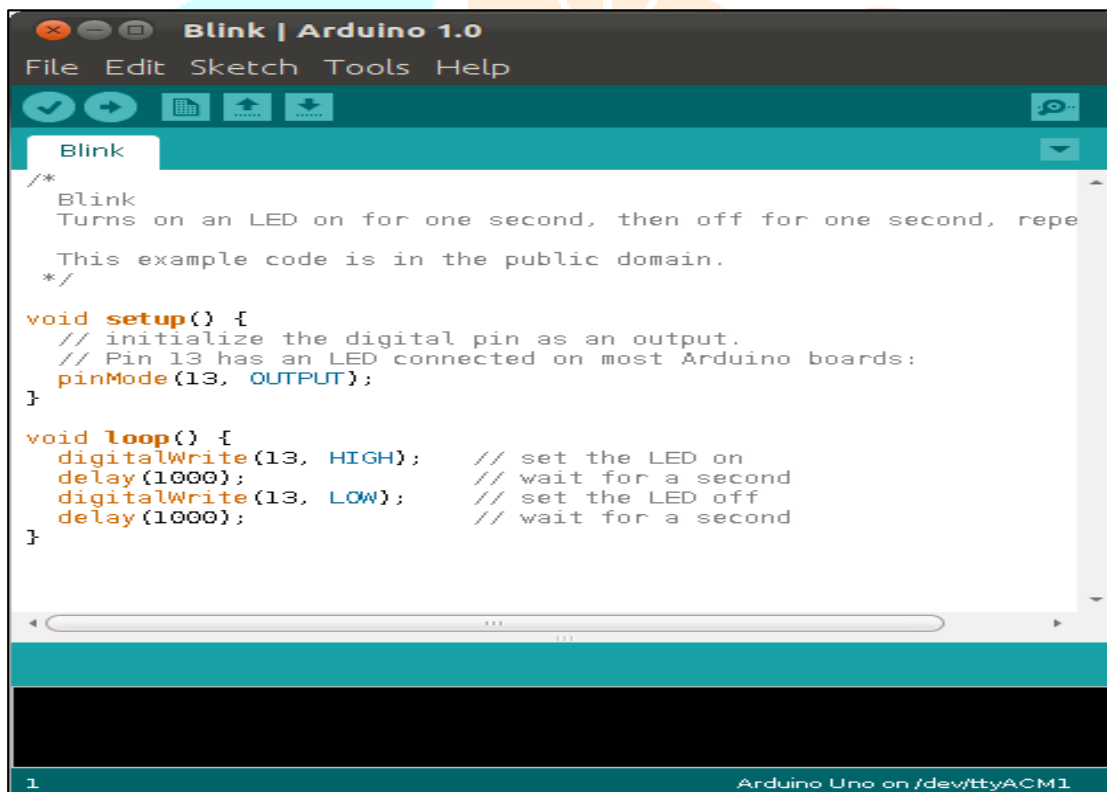 Blink | Arduino 1.0
File Edit Sketch Tools Help
Blink
/*
  Blink
  Turns on an LED on for one second, then off for one second, repe

  This example code is in the public domain.
 */

void setup() {
  // initialize the digital pin as an output.
  // Pin 13 has an LED connected on most Arduino boards:
  pinMode(13, OUTPUT);
}

void loop() {
  digitalWrite(13, HIGH);   // set the LED on
  delay(1000);              // wait for a second
  digitalWrite(13, LOW);    // set the LED off
  delay(1000);              // wait for a second
}
1 Arduino Uno on /dev/ttyACM1